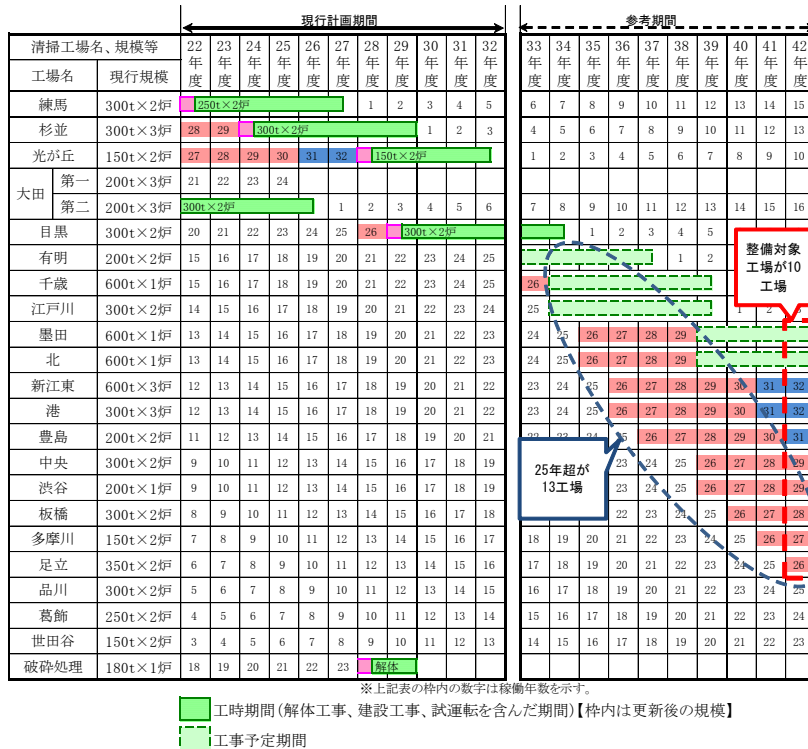 現行計画期間 参考期間
清掃工場名、規模等 22年度 23年度 24年度 25年度 26年度 27年度 28年度 29年度 30年度 31年度 32年度 33年度 34年度 35年度 36年度 37年度 38年度 39年度 40年度 41年度 42年度
工場名 現行規模
練馬 300t×2炉 250t×2炉 1 2 3 4 5 6 7 8 9 10 11 12 13 14 15
杉並 300t×3炉 28 29 300t×2炉 1 2 3 4 5 6 7 8 9 10 11 12 13
光が丘 150t×2炉 27 28 29 30 31 32 150t×2炉 1 2 3 4 5 6 7 8 9 10
大田 第一 200t×3炉 21 22 23 24
第二 200t×3炉 300t×2炉 1 2 3 4 5 6 7 8 9 10 11 12 13 14 15 16
目黒 300t×2炉 20 21 22 23 24 25 26 300t×2炉 1 2 3 4 5
有明 200t×2炉 15 16 17 18 19 20 21 22 23 24 25 1 2
千歳 600t×1炉 15 16 17 18 19 20 21 22 23 24 25 26
江戸川 300t×2炉 14 15 16 17 18 19 20 21 22 23 24 25 1 2
整備対象
工場が10
工場
墨田 600t×1炉 13 14 15 16 17 18 19 20 21 22 23 24 25 26 27 28 29
北 600t×1炉 13 14 15 16 17 18 19 20 21 22 23 24 25 26 27 28 29
新江東 600t×3炉 12 13 14 15 16 17 18 19 20 21 22 23 24 25 26 27 28 29 30 31 32
港 300t×3炉 12 13 14 15 16 17 18 19 20 21 22 23 24 25 26 27 28 29 30 31 32
豊島 200t×2炉 11 12 13 14 15 16 17 18 19 20 21 22 23 24 25 26 27 28 29 30 31
中央 300t×2炉 9 10 11 12 13 14 15 16 17 18 19 23 24 25 26 27 28 29
渋谷 200t×1炉 9 10 11 12 13 14 15 16 17 18 19 23 24 25 26 27 28 29
板橋 300t×2炉 8 9 10 11 12 13 14 15 16 17 18 22 23 24 25 26 27 28
25年超が
13工場
多摩川 150t×2炉 7 8 9 10 11 12 13 14 15 16 17 18 19 20 21 22 23 24 25 26 27
足立 350t×2炉 6 7 8 9 10 11 12 13 14 15 16 17 18 19 20 21 22 23 24 25 26
品川 300t×2炉 5 6 7 8 9 10 11 12 13 14 15 16 17 18 19 20 21 22 23 24 25
葛飾 250t×2炉 4 5 6 7 8 9 10 11 12 13 14 15 16 17 18 19 20 21 22 23 24
世田谷 150t×2炉 3 4 5 6 7 8 9 10 11 12 13 14 15 16 17 18 19 20 21 22 23
破砕処理 180t×1炉 18 19 20 21 22 23 解体
※上記表の枠内の数字は稼働年数を示す。
工時期間(解体工事、建設工事、試運転を含んだ期間)【枠内は更新後の規模】
工事予定期間